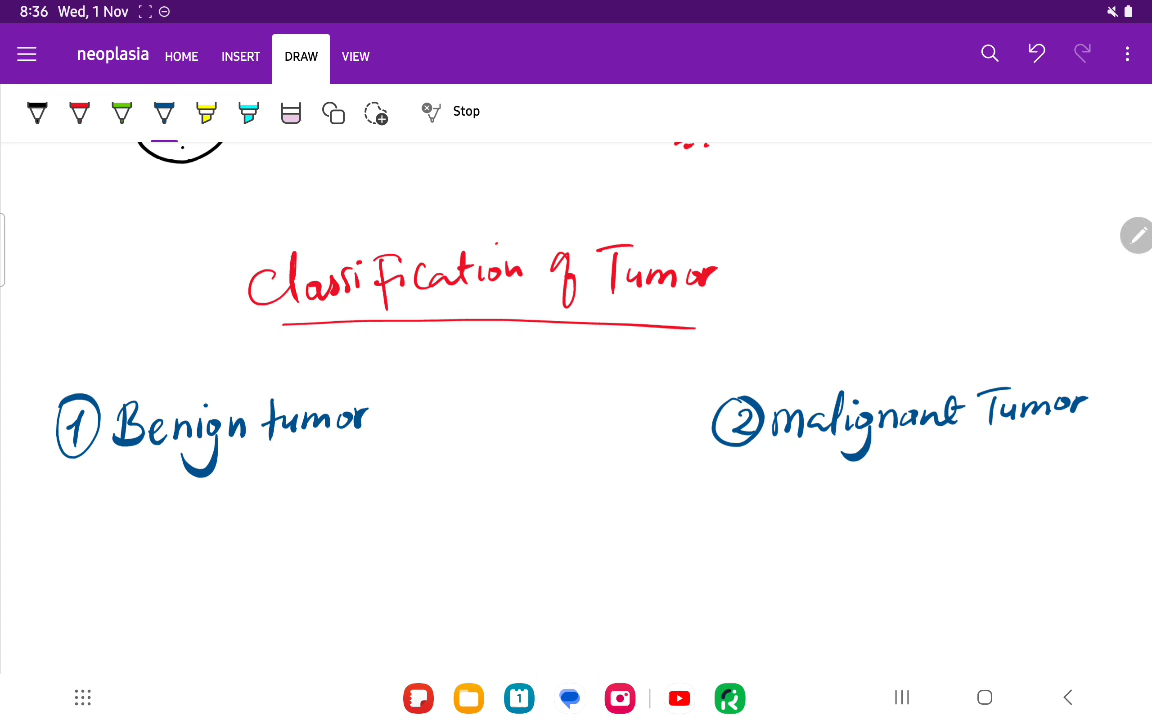 8:36 Wed, 1 Nov
neoplasia HOME INSERT DRAW VIEW
Stop
Classification of Tumor
1 Benign tumor
2 malignant Tumor
1